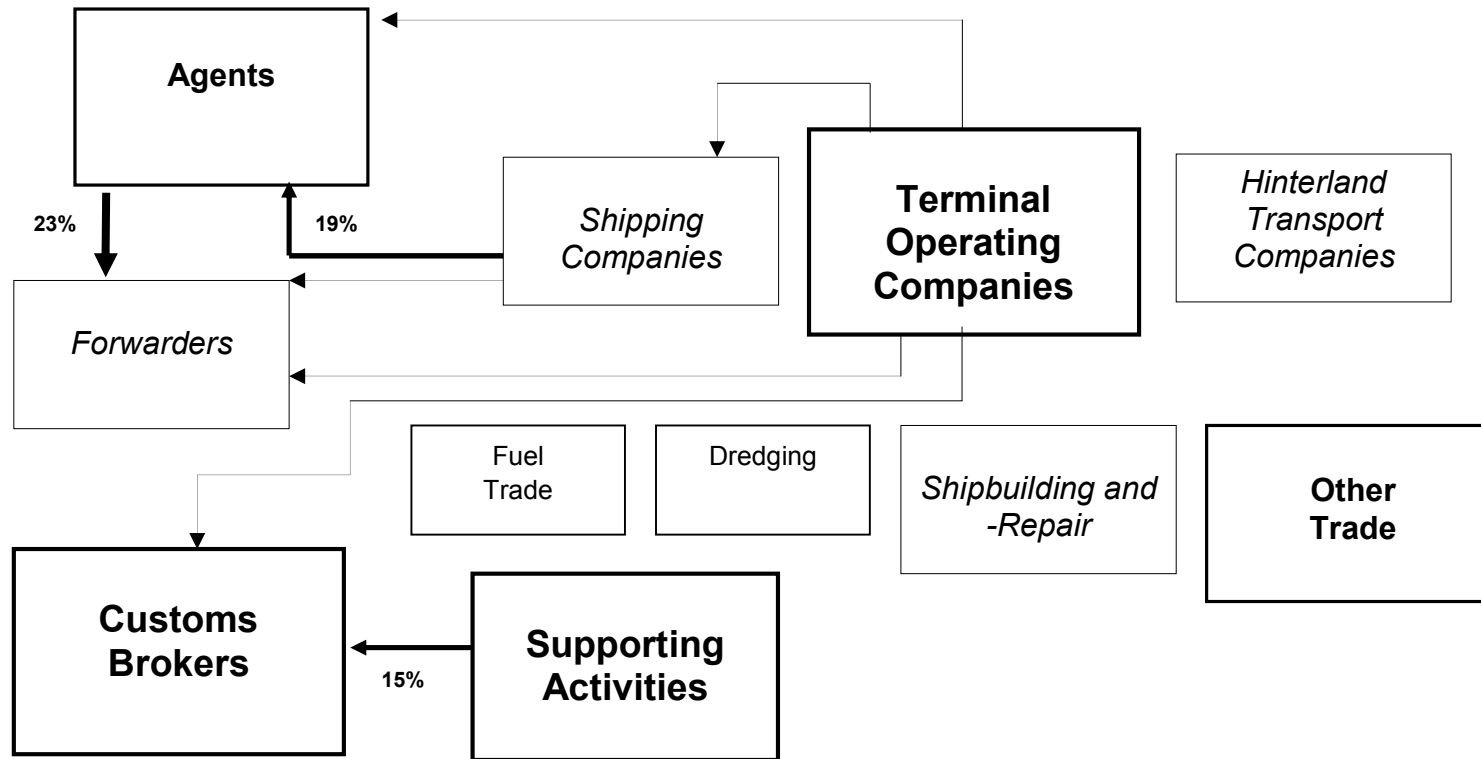 Agents
23%
19%
Shipping
Companies
Terminal
Operating
Companies
Hinterland
Transport
Companies
Forwarders
Fuel
Trade
Dredging
Shipbuilding and
-Repair
Other
Trade
Customs
Brokers
15%
Supporting
Activities